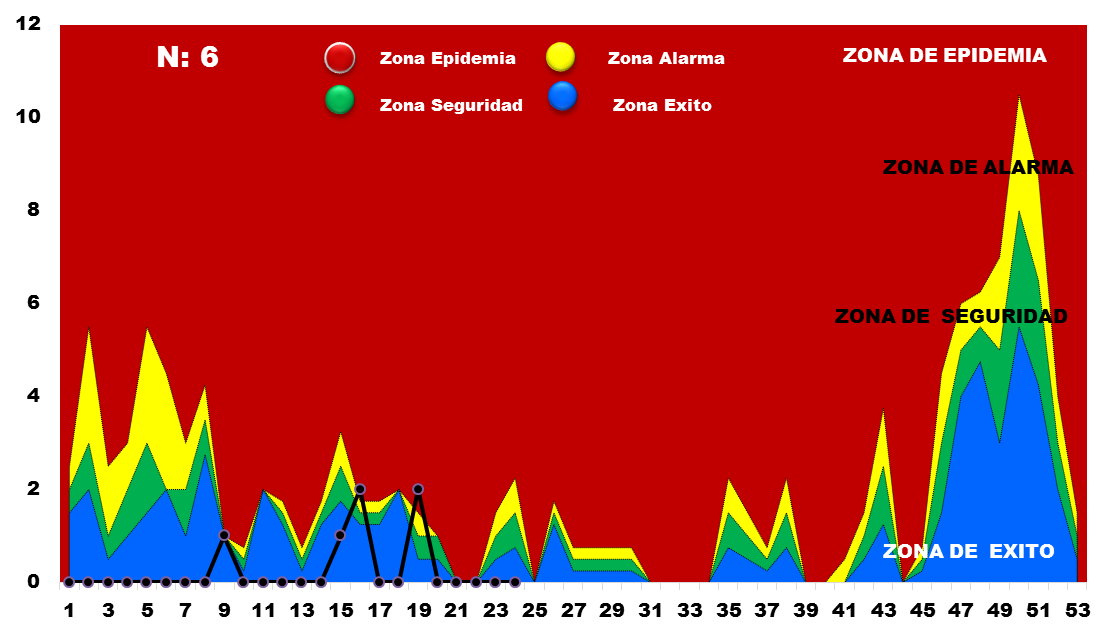 12
N: 6
Zona Epidemia
Zona Alarma
ZONA DE EPIDEMIA
Zona Seguridad
Zona Exito
10
ZONA DE ALARMA
8
6
ZONA DE  SEGURIDAD
4
2
ZONA DE  EXITO
0
1 3 5 7 9 11 13 15 17 19 21 23 25 27 29 31 33 35 37 39 41 43 45 47 49 51 53